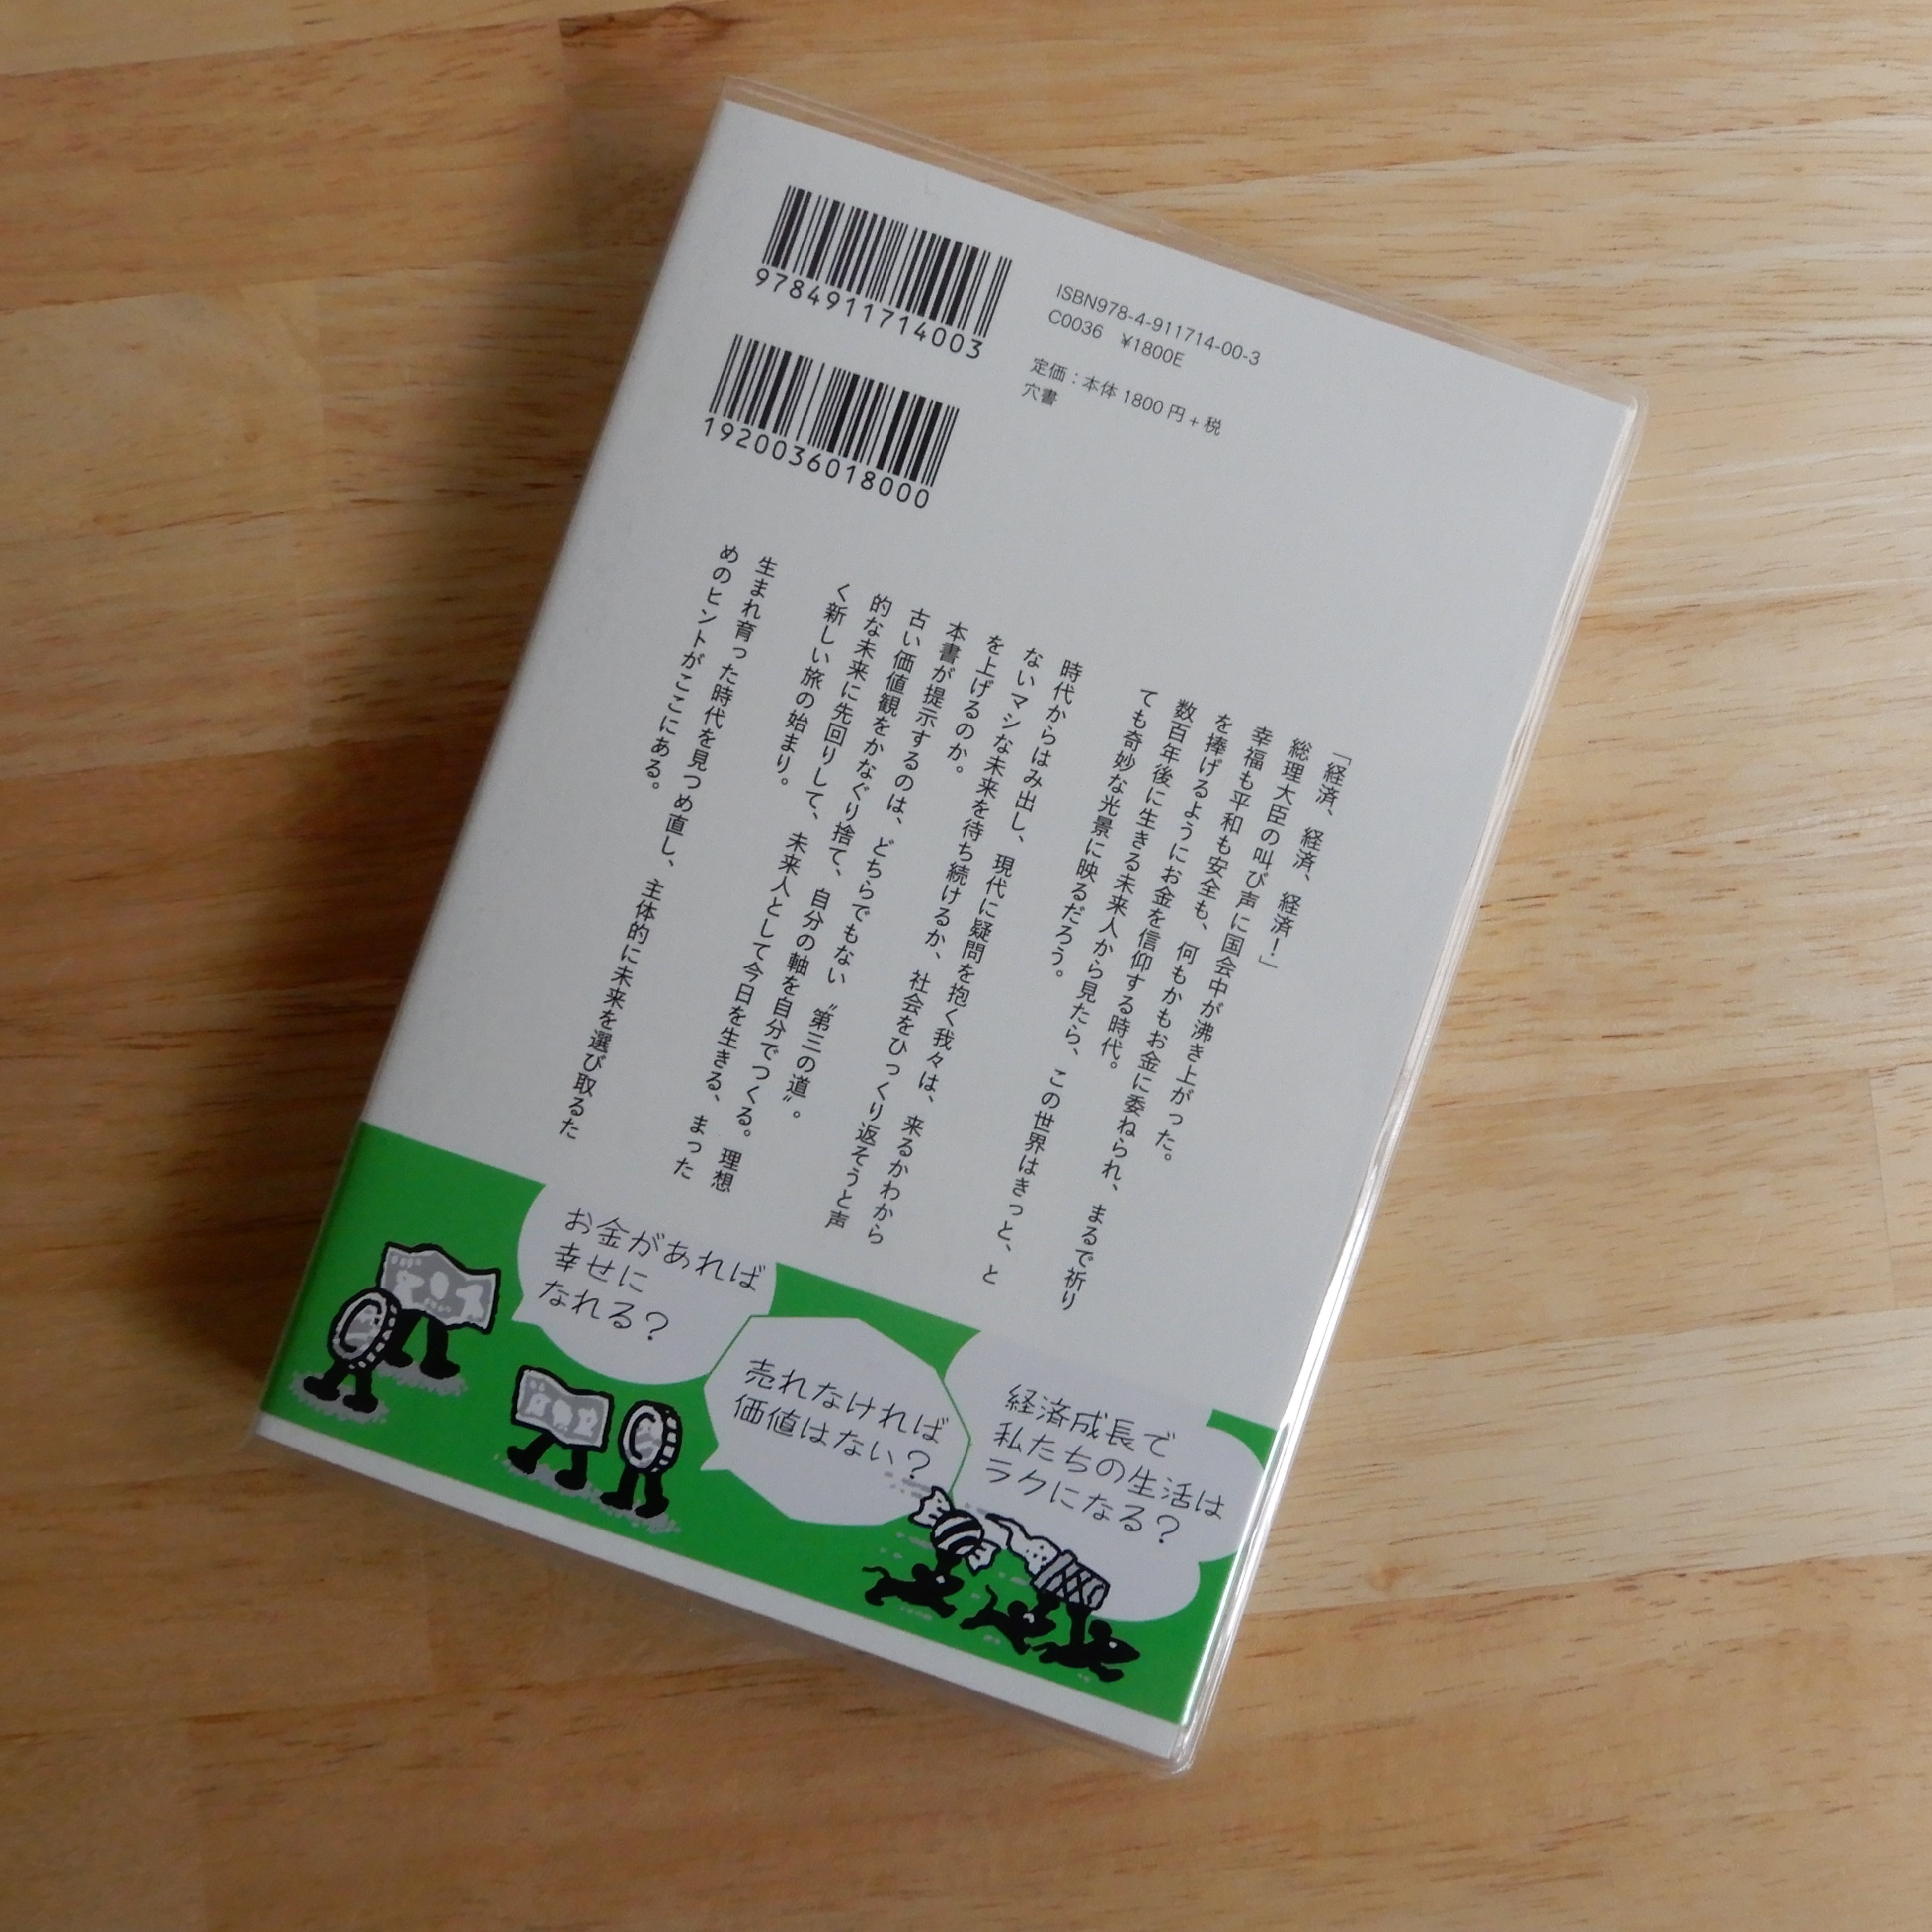 9784911714003
1920036018000
ISBN978-4-911714-00-3
C0036 ¥1800E
定価：本体 1800 円 + 税
穴書
「経済、経済、経済！」
総理大臣の叫び声に国会中が沸き上がった。
幸福も平和も安全も、何もかもお金に委ねられ、まるで祈り
を捧げるようにお金を信仰する時代。
数百年後に生きる未来人から見たら、この世界はきっと、と
ても奇妙な光景に映るだろう。
時代からはみ出し、現代に疑問を抱く我々は、来るかわから
ないマシな未来を待ち続けるか、社会をひっくり返そうと声
を上げるのか。
本書が提示するのは、どちらでもない〝第三の道〟。
古い価値観をかなぐり捨て、自分の軸を自分でつくる。理想
的な未来に先回りして、未来人として今日を生きる、まった
く新しい旅の始まり。
生まれ育った時代を見つめ直し、主体的に未来を選び取るた
めのヒントがここにある。
お金があれば
幸せに
なれる？
売れなければ
価値はない？
経済成長で
私たちの生活は
ラクになる？